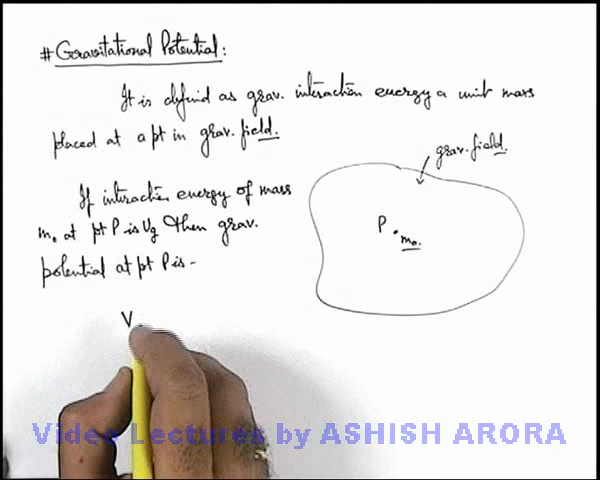 # Gravitational Potential:
It is defind as grav. interaction energy a unit mass
placed at a pt in grav. field.
grav. field.
If interaction energy of mass
m₀ at pt P is Ug then grav.
potential at pt P is -
P
m₀.
V
Video Lectures by ASHISH ARORA